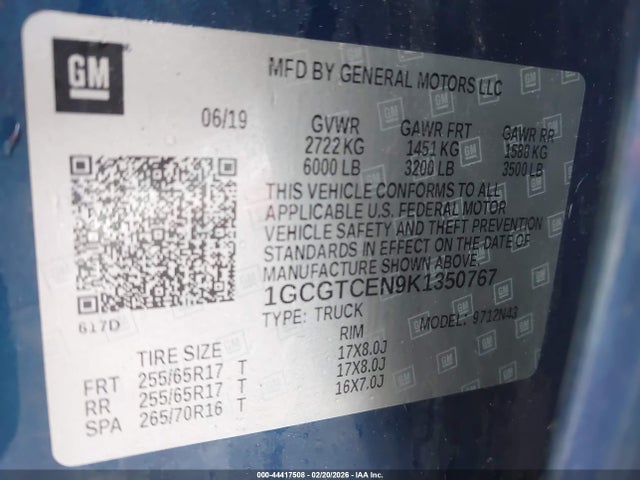 GM
MFD BY GENERAL MOTORS LLC
06/19
GVWR GAWR FRT GAWR RR
2722 KG 1451 KG 1588 KG
6000 LB 3200 LB 3500 LB
THIS VEHICLE CONFORMS TO ALL
APPLICABLE U.S. FEDERAL MOTOR
VEHICLE SAFETY AND THEFT PREVENTION
STANDARDS IN EFFECT ON THE DATE OF
MANUFACTURE SHOWN ABOVE.
1GCGTCEN9K1350767
617D
TYPE: TRUCK MODEL: 9712N43
TIRE SIZE RIM
FRT 255/65R17 T 17X8.0J
RR 255/65R17 T 17X8.0J
SPA 265/70R16 T 16X7.0J
000-44417508 - 02/20/2026 - IAAI.com